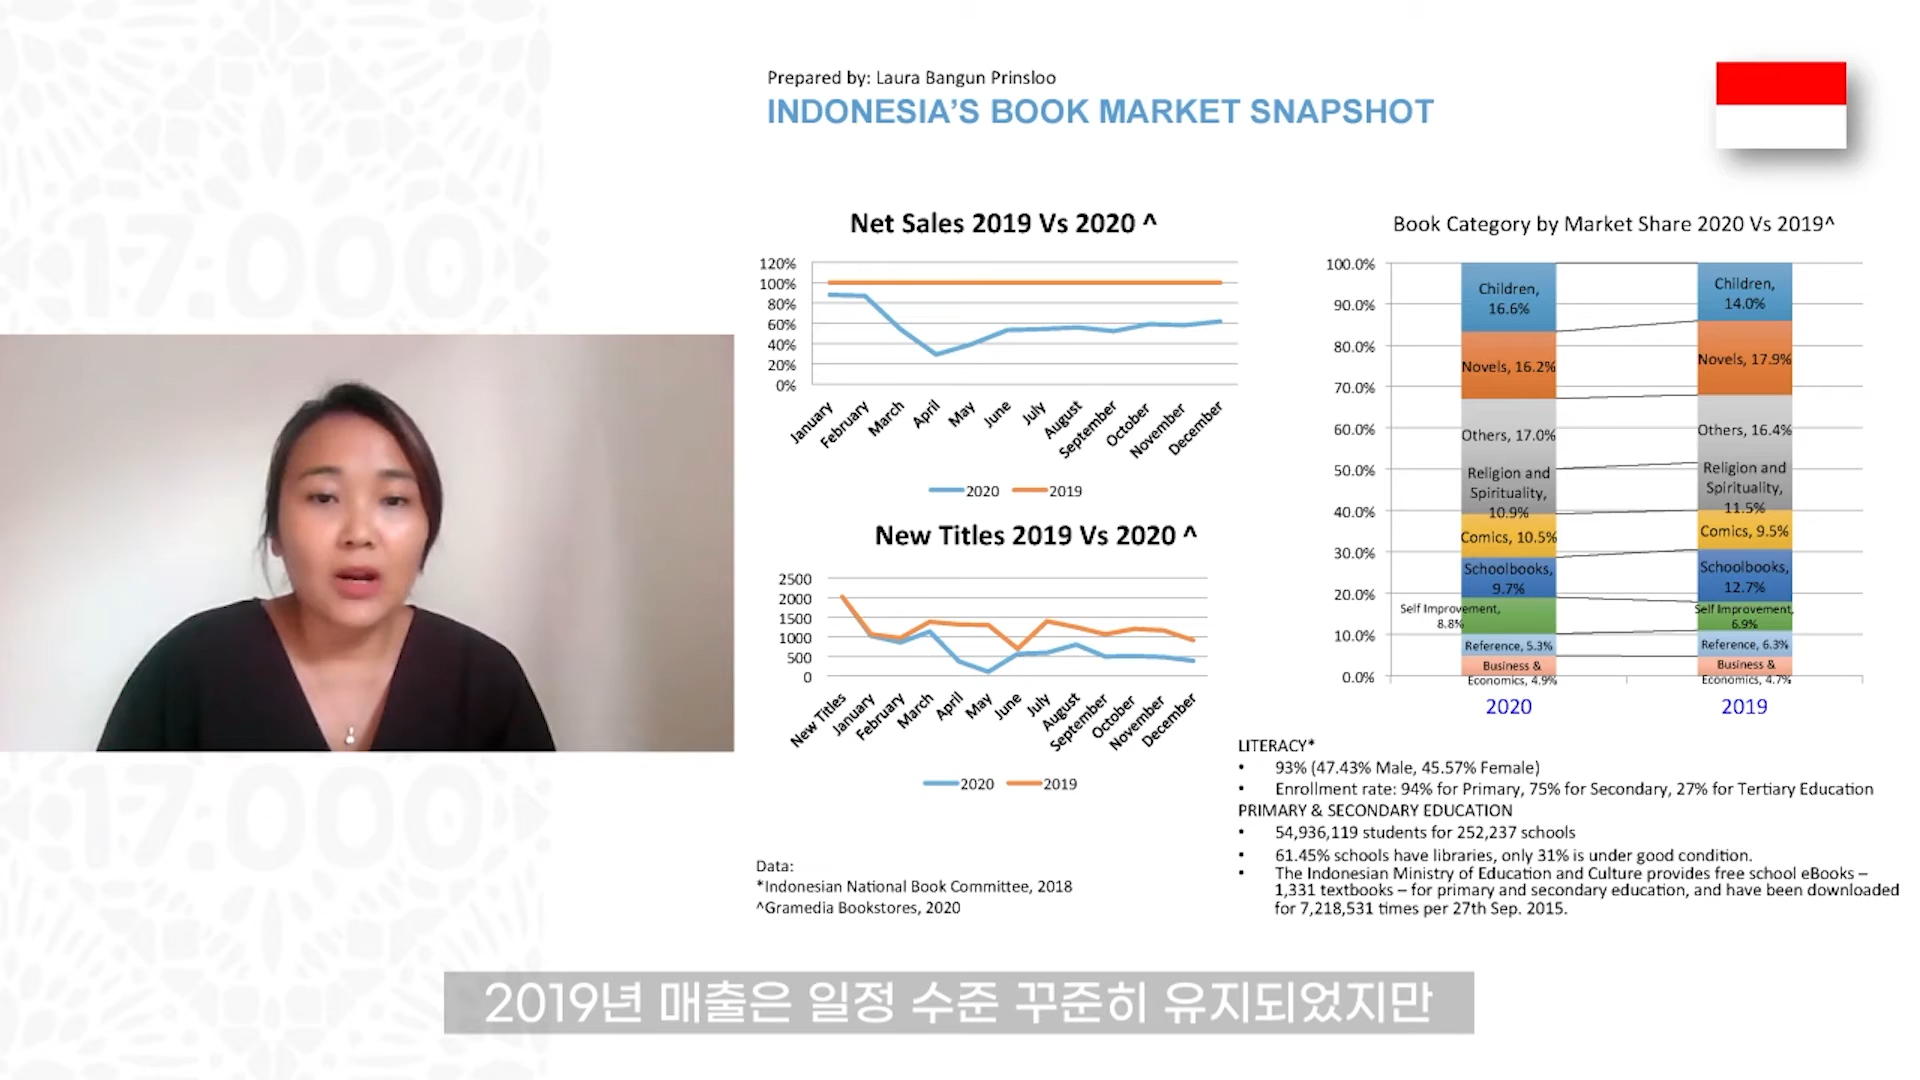 17.000
17.000
Prepared by: Laura Bangun Prinsloo
INDONESIA'S BOOK MARKET SNAPSHOT
Net Sales 2019 Vs 2020 ^
120%
100%
80%
60%
40%
20%
0%
January
February
March
April
May
June
July
August
September
October
November
December
2020
2019
New Titles 2019 Vs 2020 ^
2500
2000
1500
1000
500
0
New Titles
January
February
March
April
May
June
July
August
September
October
November
December
2020
2019
Data:
*Indonesian National Book Committee, 2018
^Gramedia Bookstores, 2020
Book Category by Market Share 2020 Vs 2019^
100.0%
90.0%
80.0%
70.0%
60.0%
50.0%
40.0%
30.0%
20.0%
10.0%
0.0%
Children,
16.6%
Novels, 16.2%
Others, 17.0%
Religion and
Spirituality,
10.9%
Comics, 10.5%
Schoolbooks,
9.7%
Self Improvement,
8.8%
Reference, 5.3%
Business &
Economics, 4.9%
2020
Children,
14.0%
Novels, 17.9%
Others, 16.4%
Religion and
Spirituality,
11.5%
Comics, 9.5%
Schoolbooks,
12.7%
Self Improvement,
6.9%
Reference, 6.3%
Business &
Economics, 4.7%
2019
LITERACY*
• 93% (47.43% Male, 45.57% Female)
• Enrollment rate: 94% for Primary, 75% for Secondary, 27% for Tertiary Education
PRIMARY & SECONDARY EDUCATION
• 54,936,119 students for 252,237 schools
• 61.45% schools have libraries, only 31% is under good condition.
• The Indonesian Ministry of Education and Culture provides free school eBooks –
1,331 textbooks – for primary and secondary education, and have been downloaded
for 7,218,531 times per 27th Sep. 2015.
2019년 매출은 일정 수준 꾸준히 유지되었지만